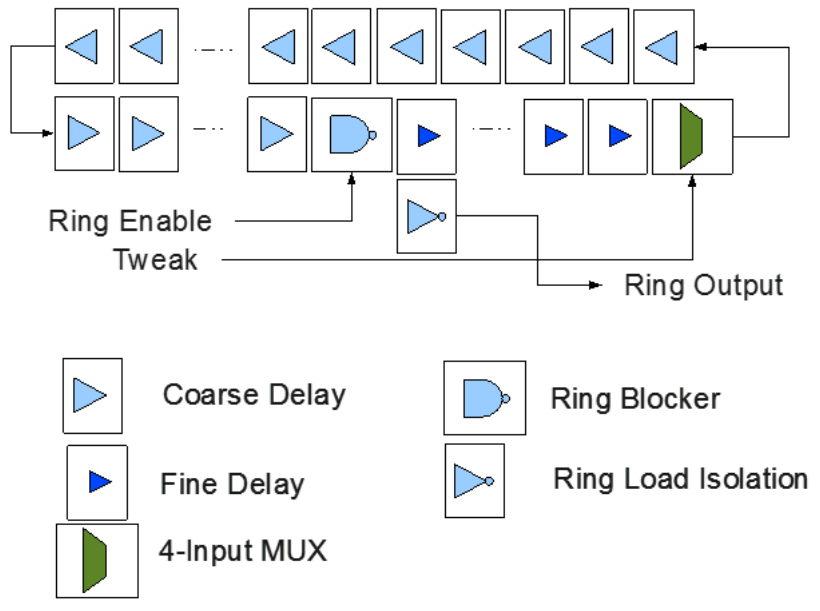 Ring Enable
Tweak
Ring Output
Coarse Delay
Ring Blocker
Fine Delay
Ring Load Isolation
4-Input MUX